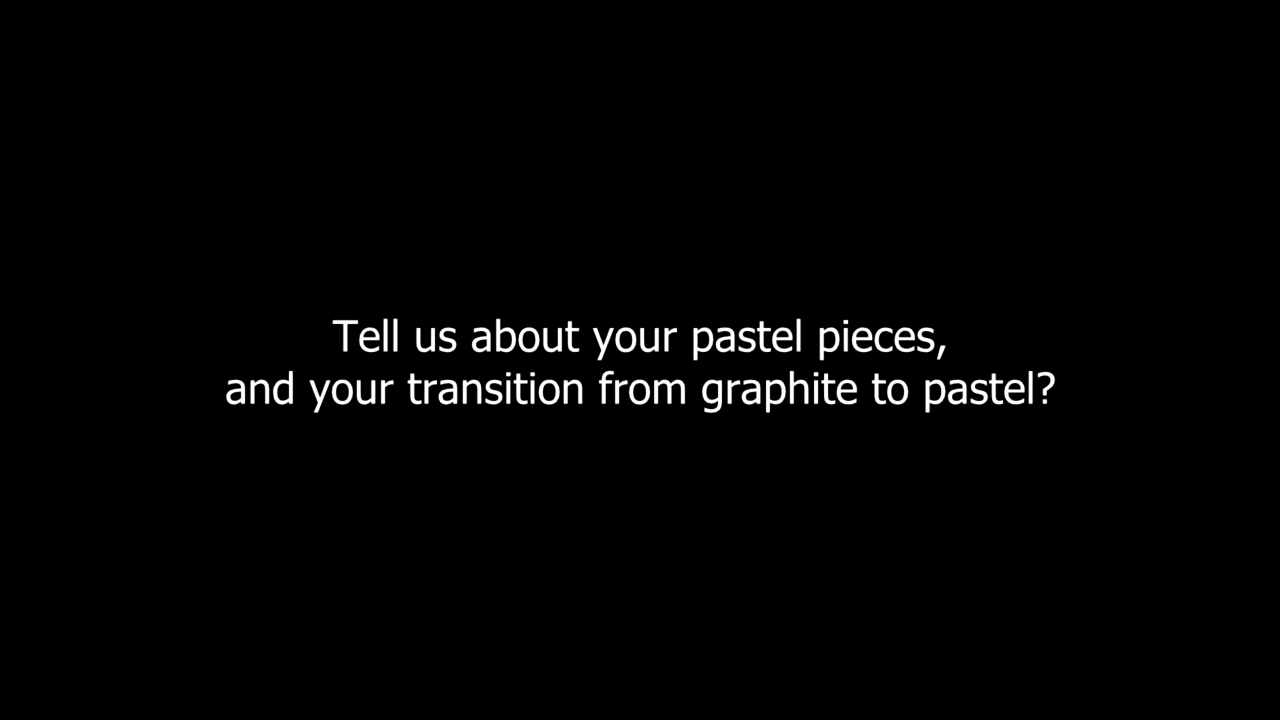 Tell us about your pastel pieces,
and your transition from graphite to pastel?